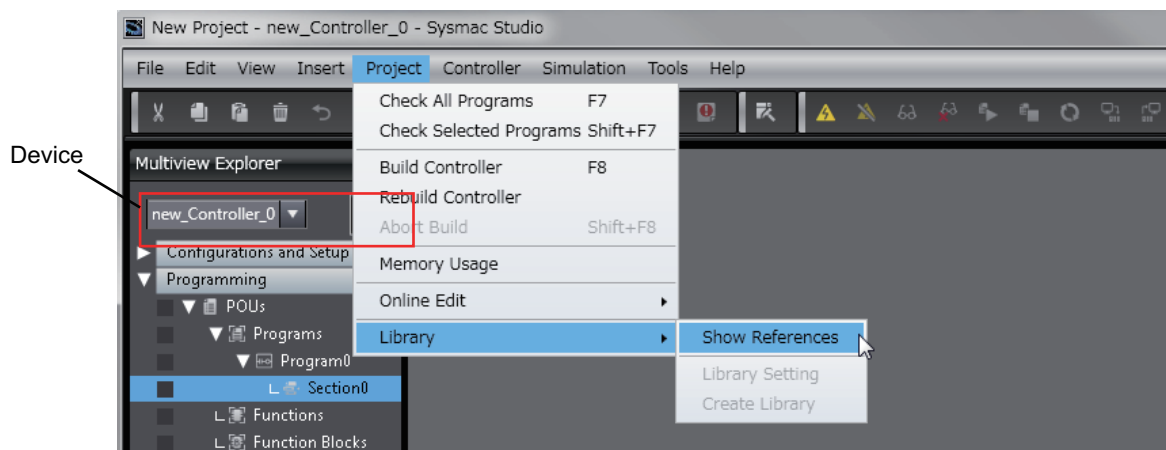 New Project - new_Controller_0 - Sysmac Studio
File Edit View Insert Project Controller Simulation Tools Help
Check All Programs F7
Check Selected Programs Shift+F7
Device
Multiview Explorer
Build Controller F8
new_Controller_0
Rebuild Controller
Abort Build Shift+F8
Configurations and Setup
Memory Usage
Programming
Online Edit
POUs
Programs
Library
Show References
Program0
Library Setting
Section0
Create Library
Functions
Function Blocks